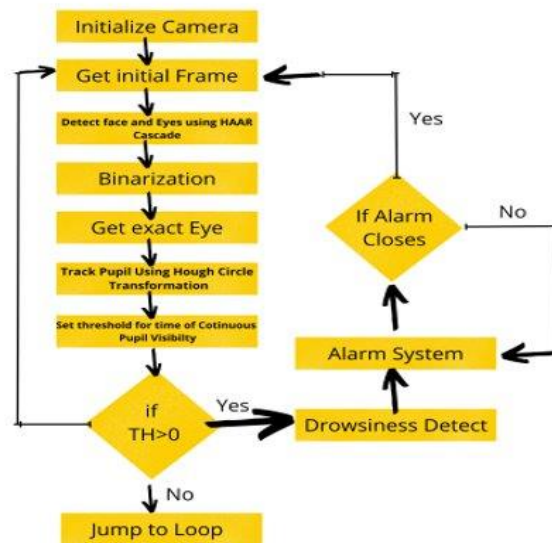 Initialize Camera
Get initial Frame
Detect face and Eyes using HAAR
Cascade
Binarization
Get exact Eye
Track Pupil Using Hough Circle
Transformation
Set threshold for time of Cotinuous
Pupil Visibilty
if
TH>0
Yes
No
Jump to Loop
Drowsiness Detect
Alarm System
If Alarm
Closes
Yes
No